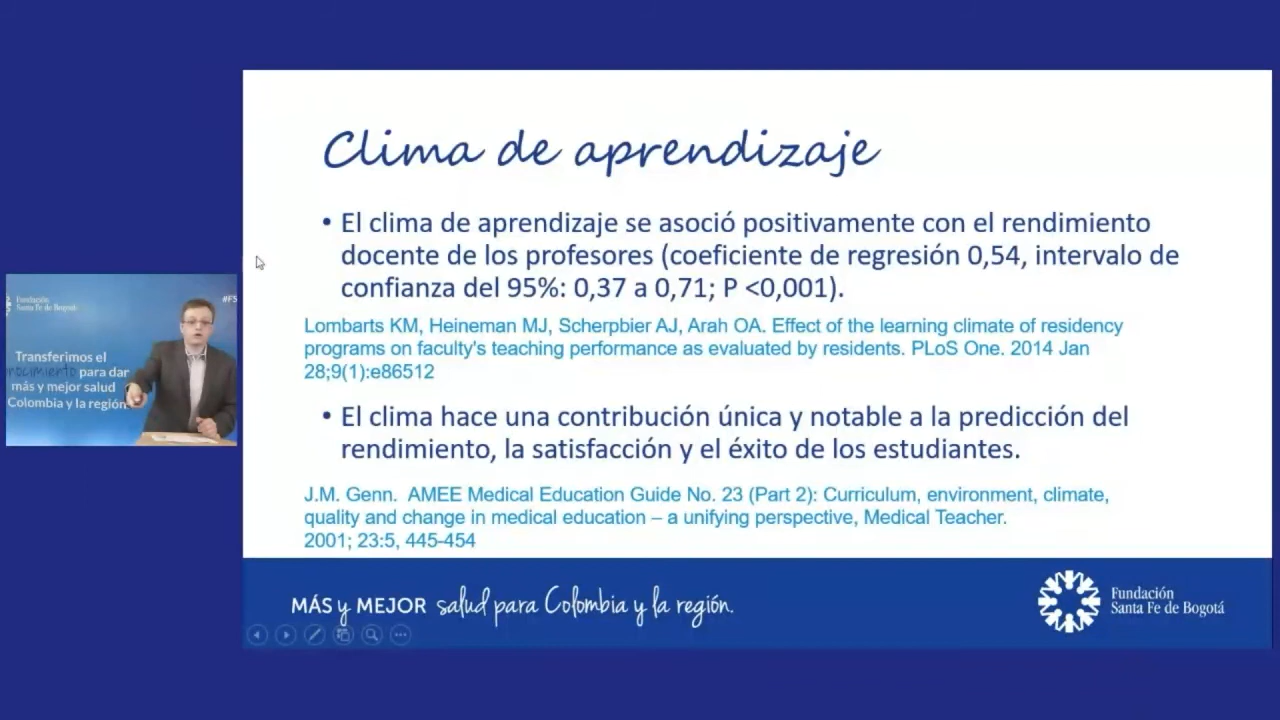 Clima de aprendizaje
• El clima de aprendizaje se asoció positivamente con el rendimiento
docente de los profesores (coeficiente de regresión 0,54, intervalo de
confianza del 95%: 0,37 a 0,71; P <0,001).
Lombarts KM, Heineman MJ, Scherpbier AJ, Arah OA. Effect of the learning climate of residency
programs on faculty's teaching performance as evaluated by residents. PLoS One. 2014 Jan
28;9(1):e86512
• El clima hace una contribución única y notable a la predicción del
rendimiento, la satisfacción y el éxito de los estudiantes.
J.M. Genn. AMEE Medical Education Guide No. 23 (Part 2): Curriculum, environment, climate,
quality and change in medical education – a unifying perspective, Medical Teacher.
2001; 23:5, 445-454
MÁS y MEJOR salud para Colombia y la región.
Fundación
Santa Fe de Bogotá
Fundación
Santa Fe de Bogotá
#FS
Transferimos el
para dar
más y mejor salud
Colombia y la región